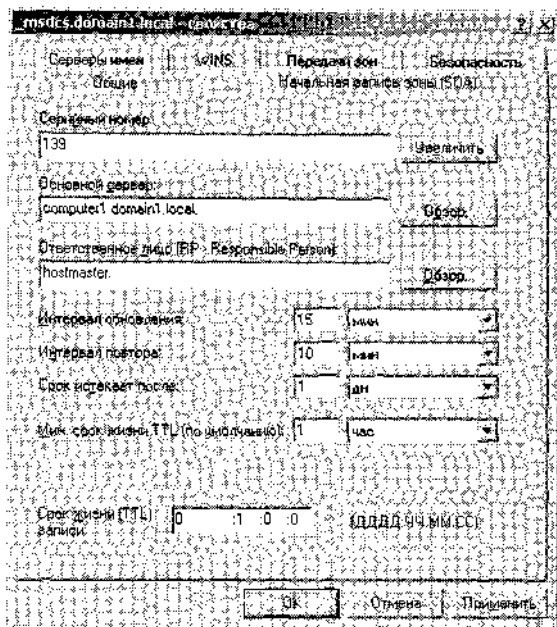 _msdcs.domain1.local - свойства
Серверы имен WINS Передачи зон Безопасность
Общие Начальная запись зоны (SOA)
Серийный номер:
139 Увеличить
Основной сервер:
computer1.domain1.local. Обзор...
Ответственное лицо (RP - Responsible Person):
hostmaster. Обзор...
Интервал обновления: 15 мин
Интервал повтора: 10 мин
Срок истекает после: 1 дн
Мин. срок жизни TTL (по умолчанию): 1 час
Срок жизни (TTL) 0 :1 :0 :0 (ДДДД:ЧЧ.ММ.СС)
записи:
OK Отмена Применить